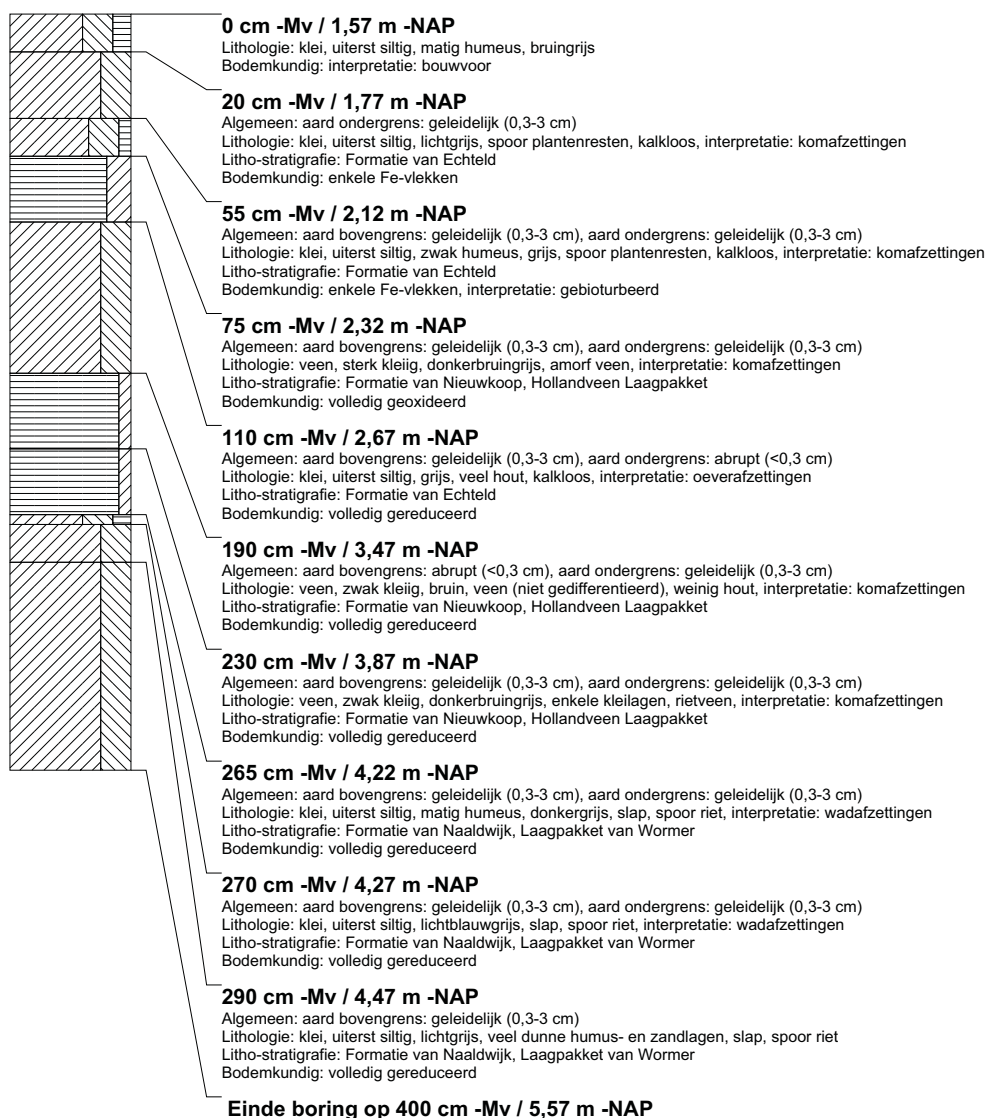 0 cm -Mv / 1,57 m -NAP
Lithologie: klei, uiterst siltig, matig humeus, bruingrijs
Bodemkundig: interpretatie: bouwvoor
20 cm -Mv / 1,77 m -NAP
Algemeen: aard ondergrens: geleidelijk (0,3-3 cm)
Lithologie: klei, uiterst siltig, lichtgrijs, spoor plantenresten, kalkloos, interpretatie: komafzettingen
Litho-stratigrafie: Formatie van Echteld
Bodemkundig: enkele Fe-vlekken
55 cm -Mv / 2,12 m -NAP
Algemeen: aard bovengrens: geleidelijk (0,3-3 cm), aard ondergrens: geleidelijk (0,3-3 cm)
Lithologie: klei, uiterst siltig, zwak humeus, grijs, spoor plantenresten, kalkloos, interpretatie: komafzettingen
Litho-stratigrafie: Formatie van Echteld
Bodemkundig: enkele Fe-vlekken, interpretatie: gebioturbeerd
75 cm -Mv / 2,32 m -NAP
Algemeen: aard bovengrens: geleidelijk (0,3-3 cm), aard ondergrens: geleidelijk (0,3-3 cm)
Lithologie: veen, sterk kleiig, donkerbruingrijs, amorf veen, interpretatie: komafzettingen
Litho-stratigrafie: Formatie van Nieuwkoop, Hollandveen Laagpakket
Bodemkundig: volledig geoxideerd
110 cm -Mv / 2,67 m -NAP
Algemeen: aard bovengrens: geleidelijk (0,3-3 cm), aard ondergrens: abrupt (<0,3 cm)
Lithologie: klei, uiterst siltig, grijs, veel hout, kalkloos, interpretatie: oeverafzettingen
Litho-stratigrafie: Formatie van Echteld
Bodemkundig: volledig gereduceerd
190 cm -Mv / 3,47 m -NAP
Algemeen: aard bovengrens: abrupt (<0,3 cm), aard ondergrens: geleidelijk (0,3-3 cm)
Lithologie: veen, zwak kleiig, bruin, veen (niet gedifferentieerd), weinig hout, interpretatie: komafzettingen
Litho-stratigrafie: Formatie van Nieuwkoop, Hollandveen Laagpakket
Bodemkundig: volledig gereduceerd
230 cm -Mv / 3,87 m -NAP
Algemeen: aard bovengrens: geleidelijk (0,3-3 cm), aard ondergrens: geleidelijk (0,3-3 cm)
Lithologie: veen, zwak kleiig, donkerbruingrijs, enkele kleilagen, rietveen, interpretatie: komafzettingen
Litho-stratigrafie: Formatie van Nieuwkoop, Hollandveen Laagpakket
Bodemkundig: volledig gereduceerd
265 cm -Mv / 4,22 m -NAP
Algemeen: aard bovengrens: geleidelijk (0,3-3 cm), aard ondergrens: geleidelijk (0,3-3 cm)
Lithologie: klei, uiterst siltig, matig humeus, donkergrijs, slap, spoor riet, interpretatie: wadafzettingen
Litho-stratigrafie: Formatie van Naaldwijk, Laagpakket van Wormer
Bodemkundig: volledig gereduceerd
270 cm -Mv / 4,27 m -NAP
Algemeen: aard bovengrens: geleidelijk (0,3-3 cm), aard ondergrens: geleidelijk (0,3-3 cm)
Lithologie: klei, uiterst siltig, lichtblauwgrijs, slap, spoor riet, interpretatie: wadafzettingen
Litho-stratigrafie: Formatie van Naaldwijk, Laagpakket van Wormer
Bodemkundig: volledig gereduceerd
290 cm -Mv / 4,47 m -NAP
Algemeen: aard bovengrens: geleidelijk (0,3-3 cm)
Lithologie: klei, uiterst siltig, lichtgrijs, veel dunne humus- en zandlagen, slap, spoor riet
Litho-stratigrafie: Formatie van Naaldwijk, Laagpakket van Wormer
Bodemkundig: volledig gereduceerd
Einde boring op 400 cm -Mv / 5,57 m -NAP